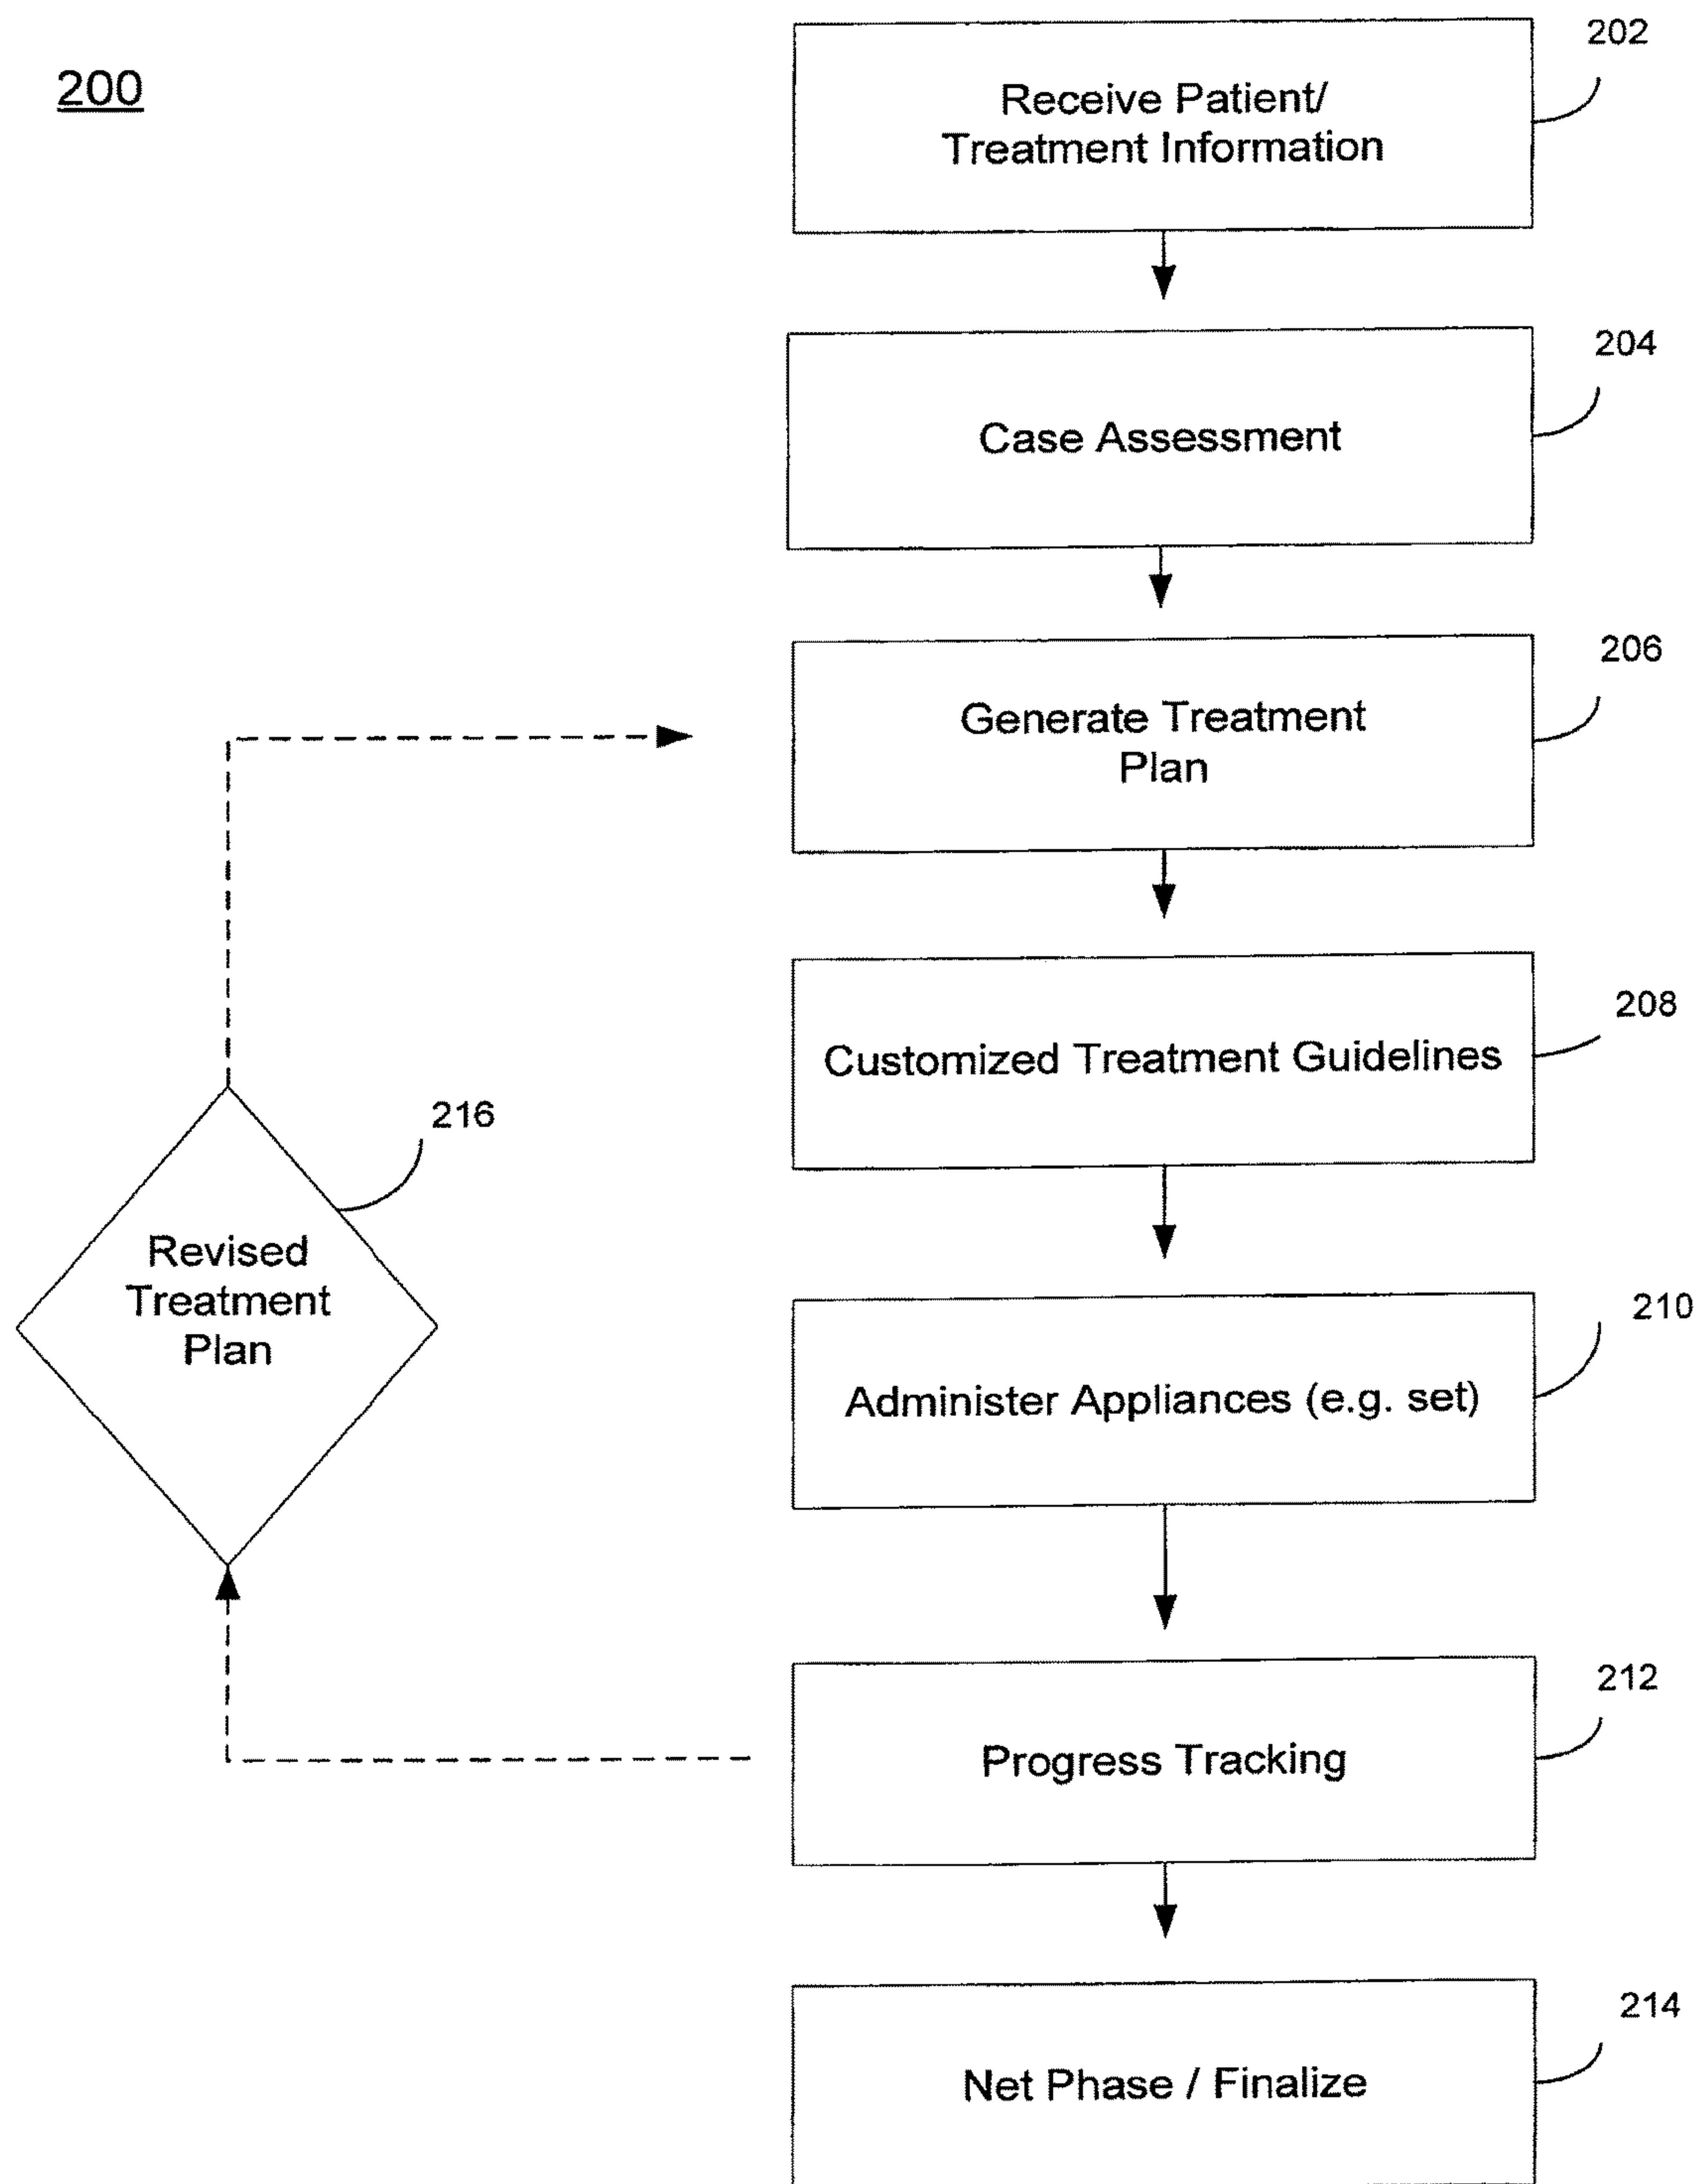 200
202
Receive Patient/
Treatment Information
204
Case Assessment
206
Generate Treatment
Plan
208
Customized Treatment Guidelines
216
Revised
Treatment
Plan
210
Administer Appliances (e.g. set)
212
Progress Tracking
214
Net Phase / Finalize